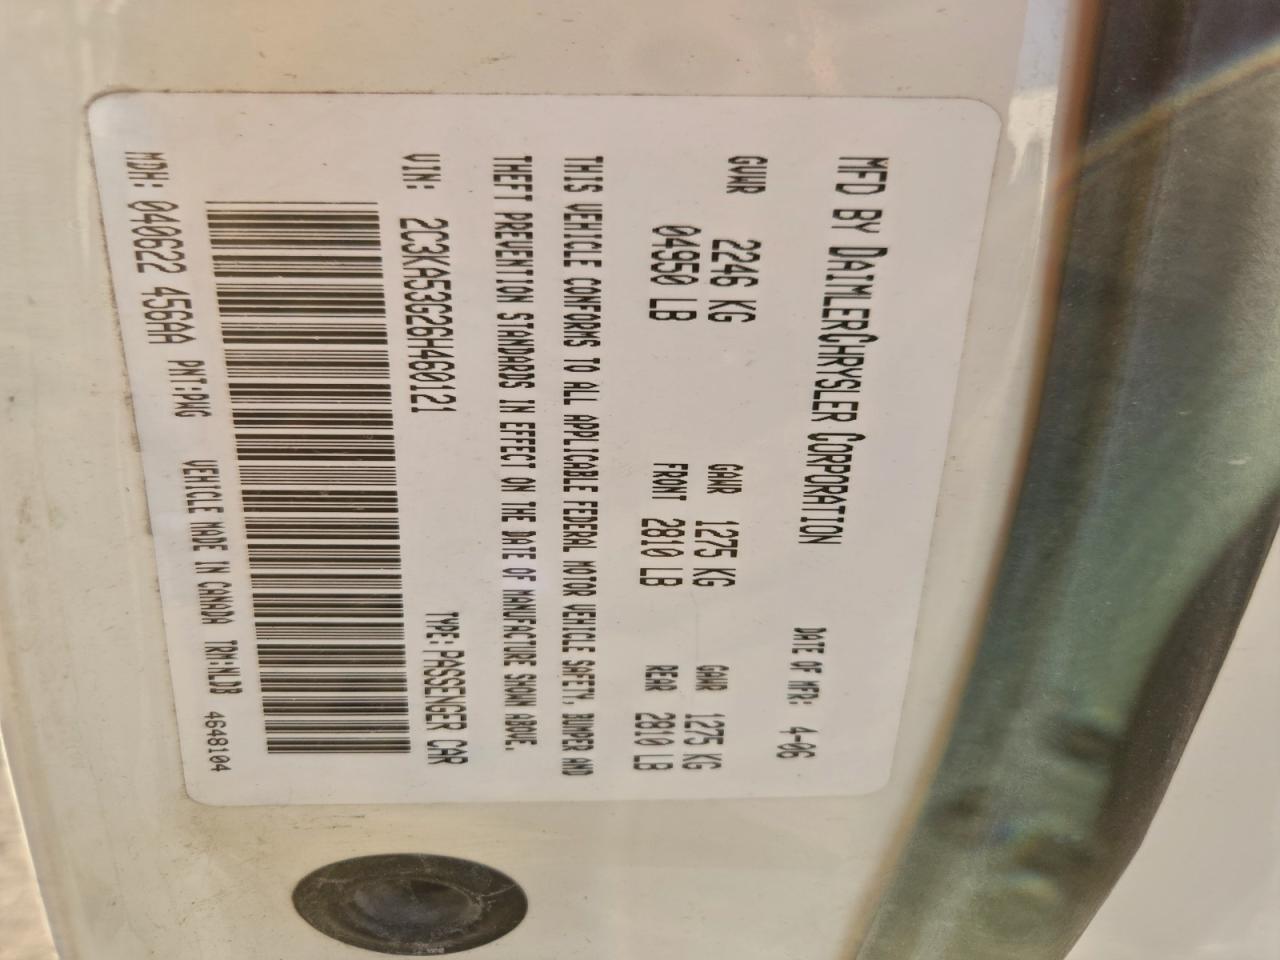 MFD BY DAIMLERCHRYSLER CORPORATION DATE OF MFR: 4-06
GVWR 2246 KG GAWR 1275 KG GAWR 1275 KG
04950 LB FRONT 2810 LB REAR 2810 LB
THIS VEHICLE CONFORMS TO ALL APPLICABLE FEDERAL MOTOR VEHICLE SAFETY, BUMPER AND
THEFT PREVENTION STANDARDS IN EFFECT ON THE DATE OF MANUFACTURE SHOWN ABOVE.
VIN: 2C3KA53G26H460121 TYPE: PASSENGER CAR
MDH: 040622 456AA PNT:PWG VEHICLE MADE IN CANADA TRM:NLDB 4648104